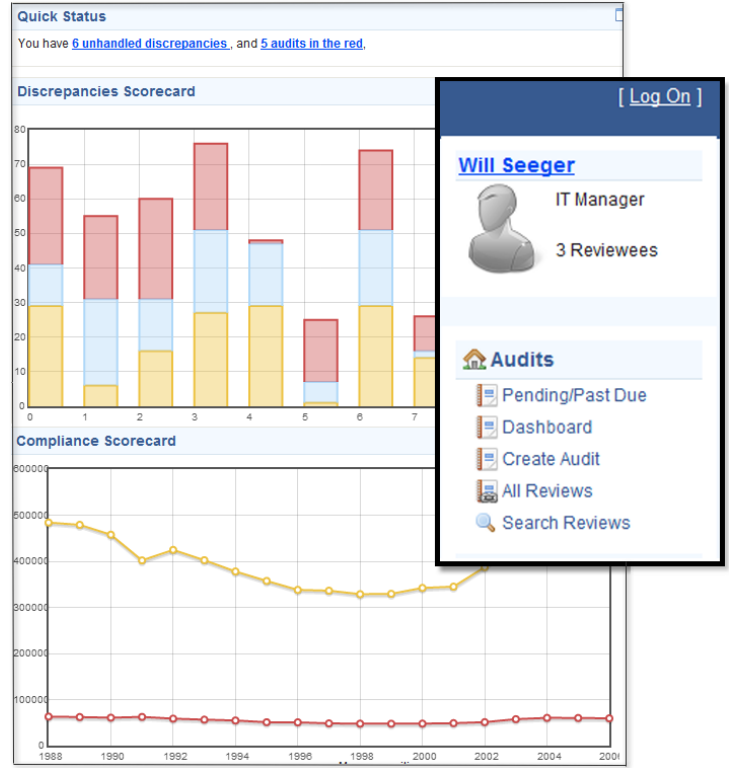 Quick Status
You have 6 unhandled discrepancies , and 5 audits in the red,
Discrepancies Scorecard
80
70
60
50
40
30
20
10
0
0 1 2 3 4 5 6 7
Compliance Scorecard
600000
500000
400000
300000
200000
100000
0
1988 1990 1992 1994 1996 1998 2000 2002 2004 2006
[ Log On ]
Will Seeger
IT Manager
3 Reviewees
Audits
Pending/Past Due
Dashboard
Create Audit
All Reviews
Search Reviews